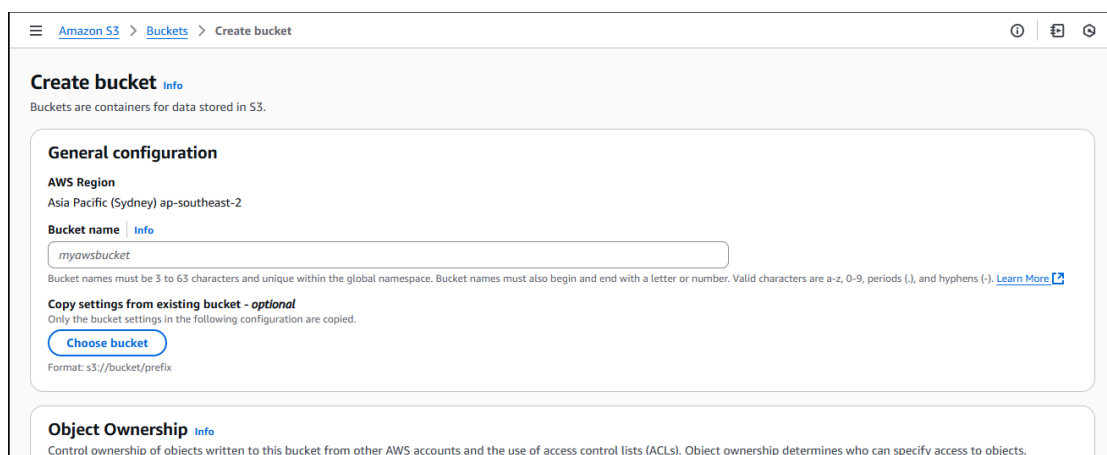 Amazon S3 > Buckets > Create bucket
Create bucket Info
Buckets are containers for data stored in S3.
General configuration
AWS Region
Asia Pacific (Sydney) ap-southeast-2
Bucket name Info
myawsbucket
Bucket names must be 3 to 63 characters and unique within the global namespace. Bucket names must also begin and end with a letter or number. Valid characters are a-z, 0-9, periods (.), and hyphens (-). Learn More
Copy settings from existing bucket - optional
Only the bucket settings in the following configuration are copied.
Choose bucket
Format: s3://bucket/prefix
Object Ownership Info
Control ownership of objects written to this bucket from other AWS accounts and the use of access control lists (ACLs). Object ownership determines who can specify access to objects.